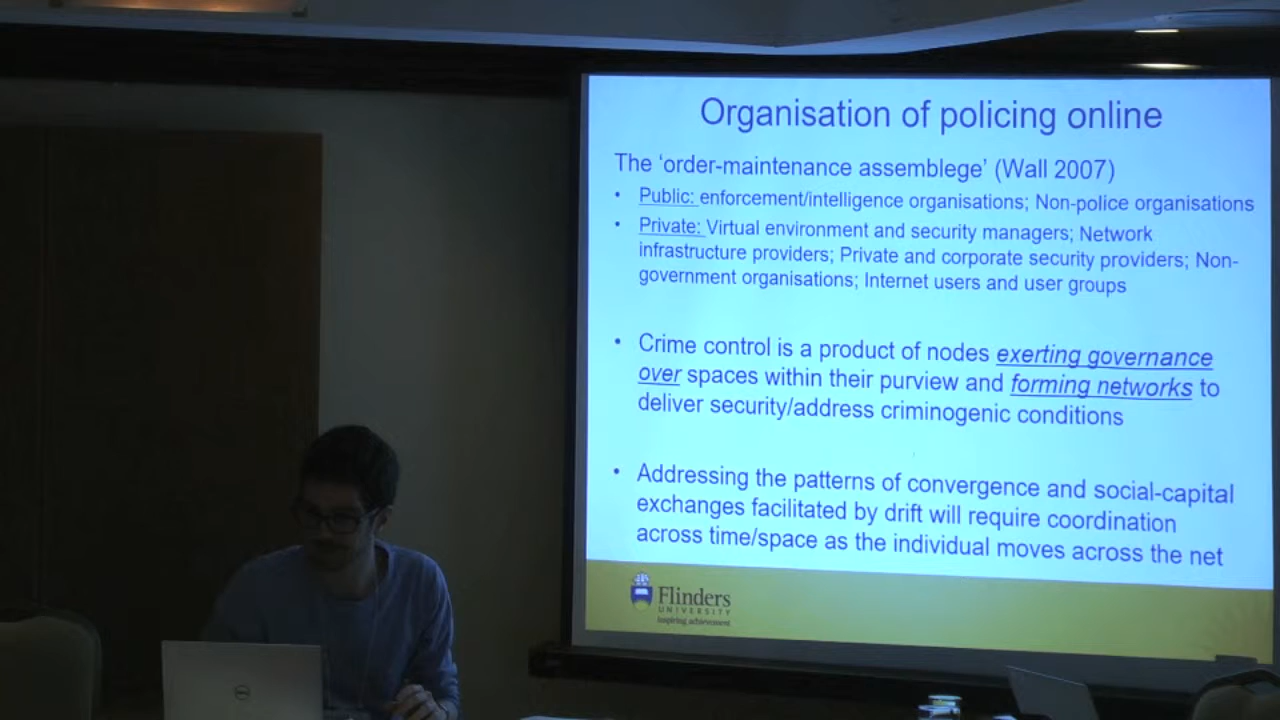 Organisation of policing online
The ‘order-maintenance assemblege’ (Wall 2007)
• Public: enforcement/intelligence organisations; Non-police organisations
• Private: Virtual environment and security managers; Network
infrastructure providers; Private and corporate security providers; Non-
government organisations; Internet users and user groups
• Crime control is a product of nodes exerting governance
over spaces within their purview and forming networks to
deliver security/address criminogenic conditions
• Addressing the patterns of convergence and social-capital
exchanges facilitated by drift will require coordination
across time/space as the individual moves across the net
Flinders
UNIVERSITY
inspiring achievement
DELL